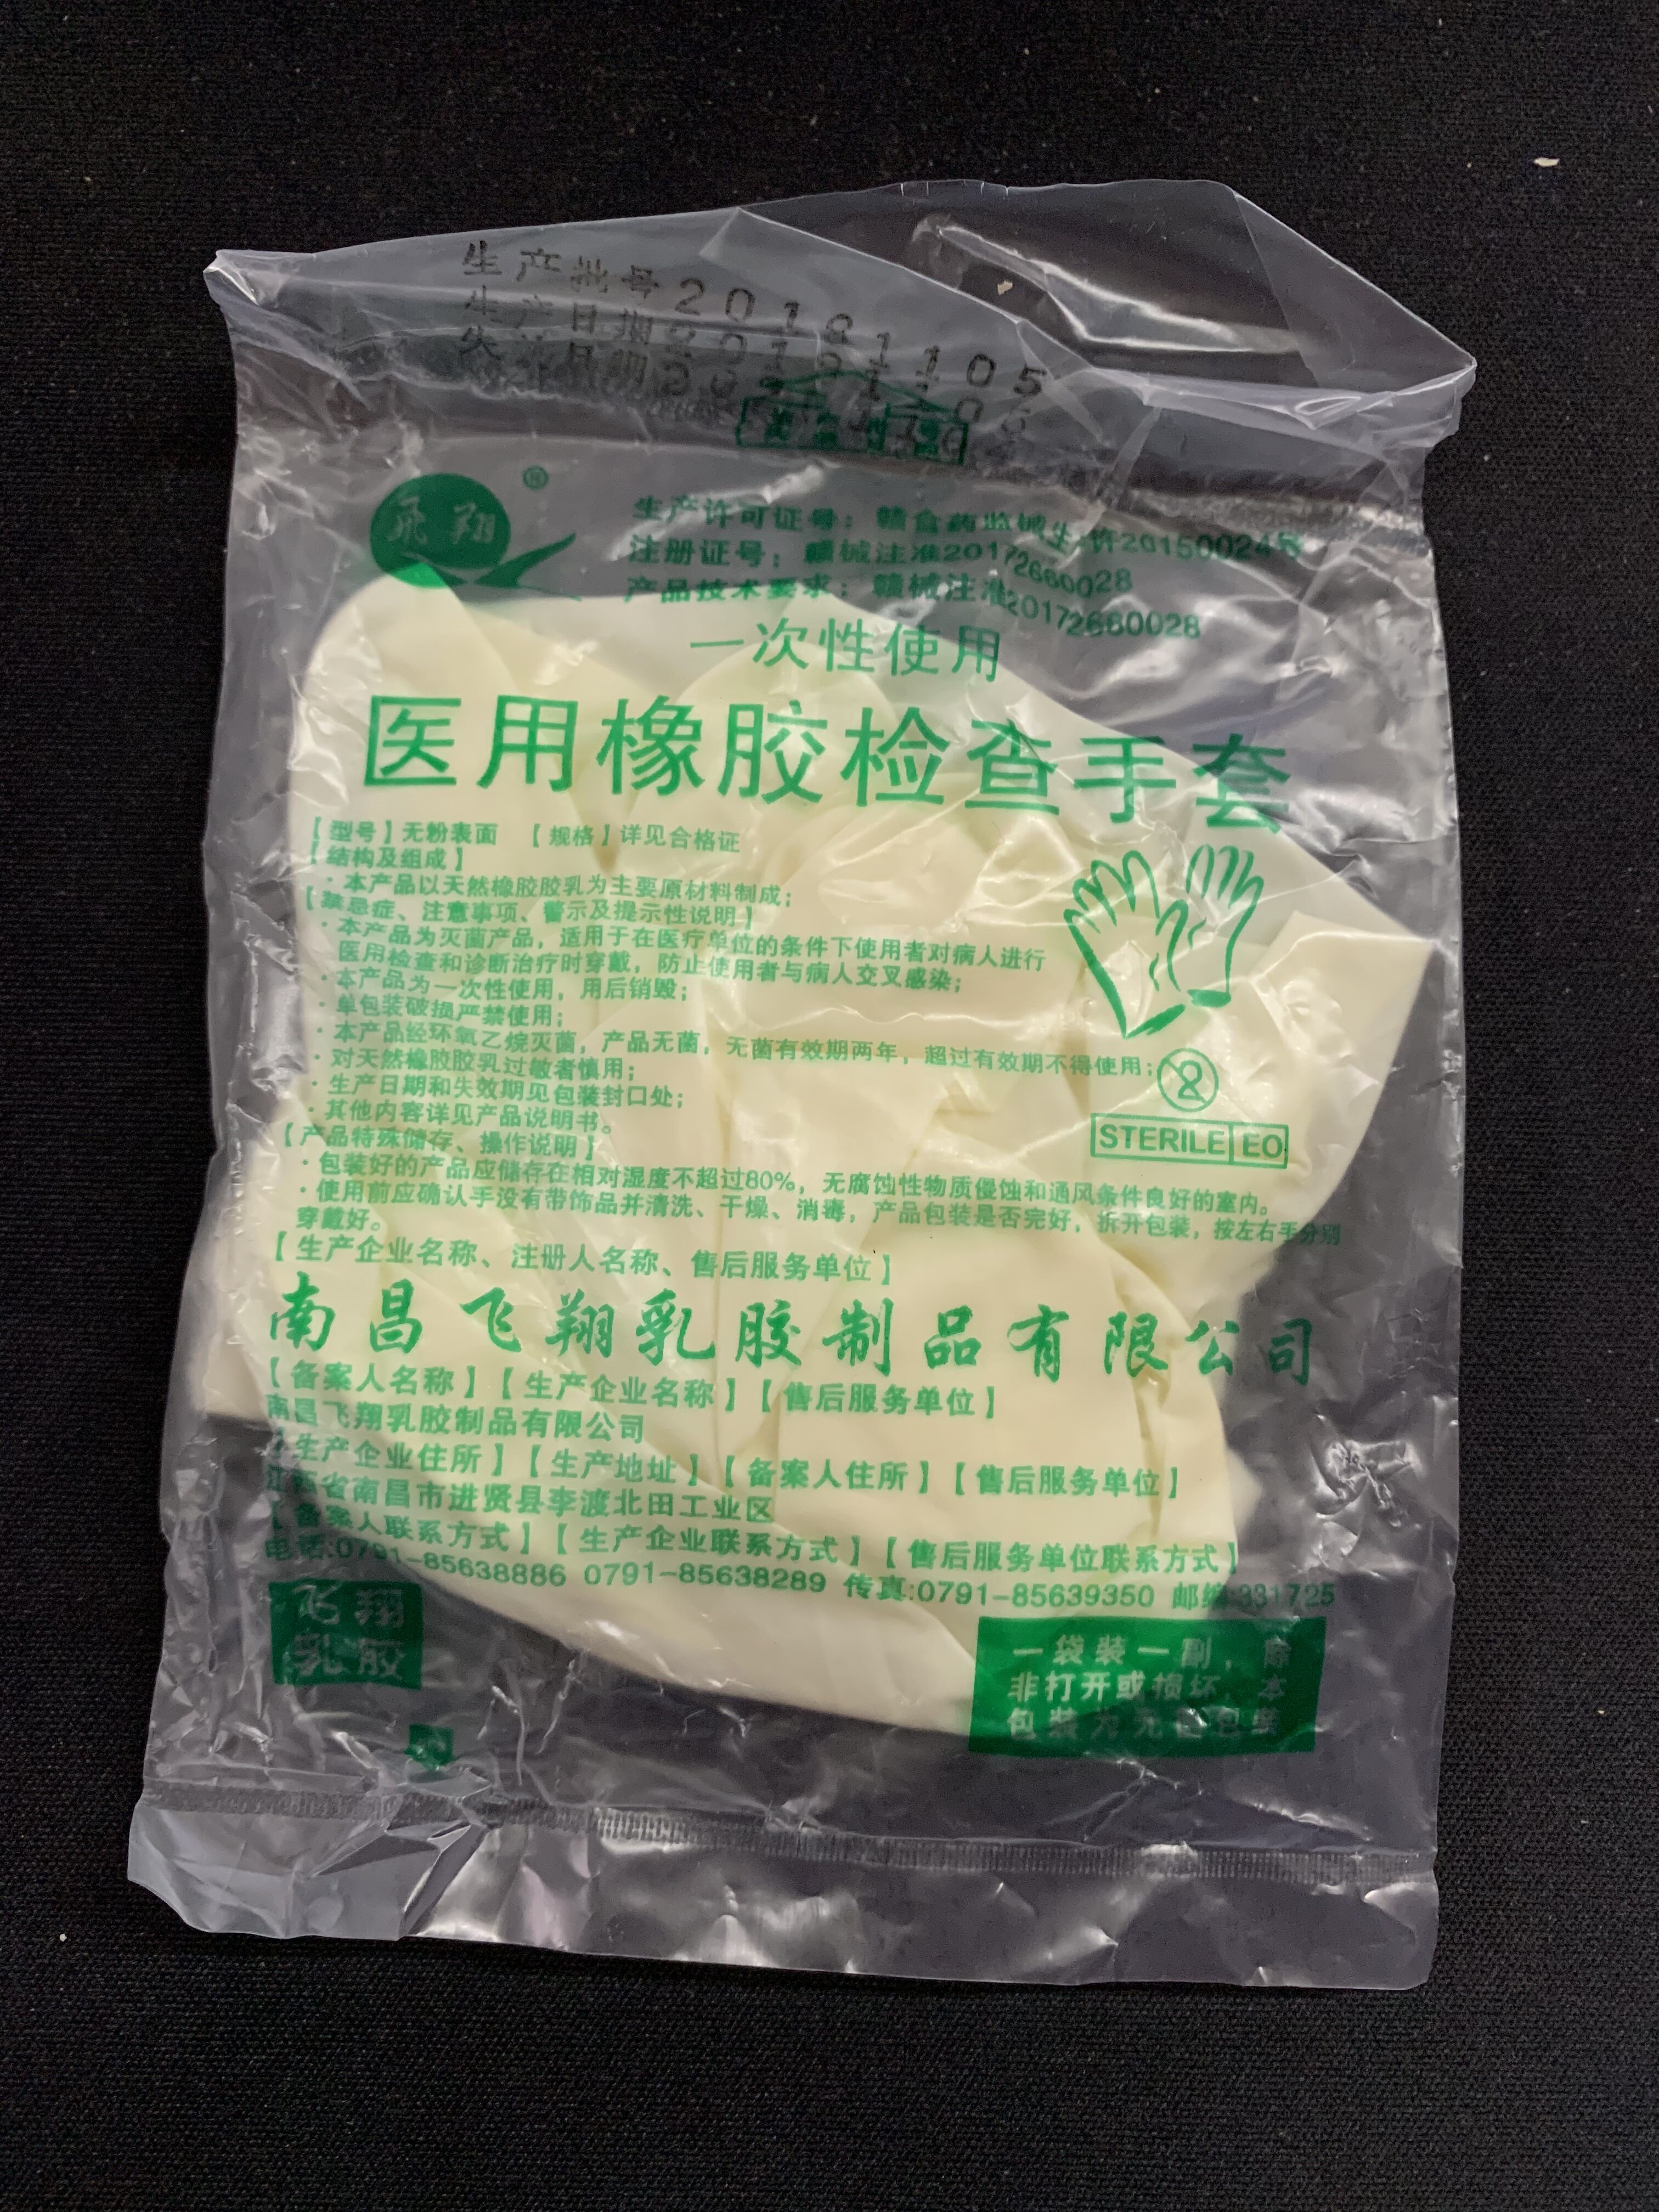 生产批号20181105
生产日期20181105
失效日期
飞翔
®
生产许可证号：赣食药监械生产许20150024号
注册证号：赣械注准20172660028
产品技术要求：赣械注准20172660028
一次性使用
医用橡胶检查手套
【型号】无粉表面 【规格】详见合格证
【结构及组成】
·本产品以天然橡胶胶乳为主要原材料制成；
【禁忌症、注意事项、警示及提示性说明】
·本产品为灭菌产品，适用于在医疗单位的条件下使用者对病人进行
医用检查和诊断治疗时穿戴，防止使用者与病人交叉感染；
·本产品为一次性使用，用后销毁；
·单包装破损严禁使用；
·本产品经环氧乙烷灭菌，产品无菌，无菌有效期两年，超过有效期不得使用；
·对天然橡胶胶乳过敏者慎用；
·生产日期和失效期见包装封口处；
·其他内容详见产品说明书。
2
STERILE EO
【产品特殊储存、操作说明】
·包装好的产品应储存在相对湿度不超过80%，无腐蚀性物质侵蚀和通风条件良好的室内。
·使用前应确认手没有带饰品并清洗、干燥、消毒，产品包装是否完好，拆开包装，按左右手分别
穿戴好。
【生产企业名称、注册人名称、售后服务单位】
南昌飞翔乳胶制品有限公司
【备案人名称】【生产企业名称】【售后服务单位】
南昌飞翔乳胶制品有限公司
【生产企业住所】【生产地址】【备案人住所】【售后服务单位】
江西省南昌市进贤县李渡北田工业区
【备案人联系方式】【生产企业联系方式】【售后服务单位联系方式】
电话:0791-85638886 0791-85638289 传真:0791-85639350 邮编:331725
飞翔
乳胶
一袋装一副，除
非打开或损坏，本
包装为无菌包装